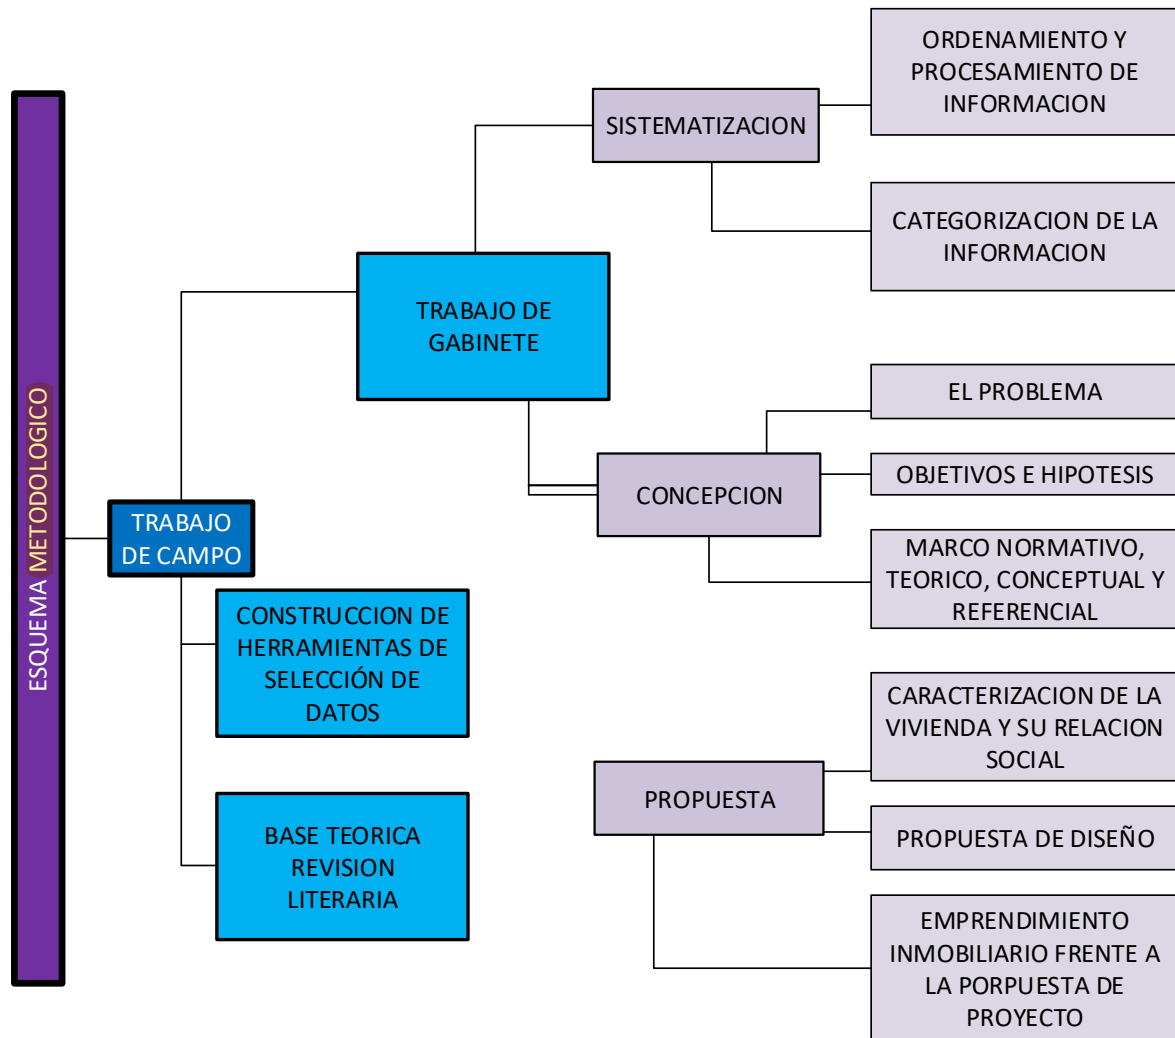 ESQUEMA METODOLOGICO
TRABAJO
DE CAMPO
TRABAJO DE
GABINETE
CONSTRUCCION DE
HERRAMIENTAS DE
SELECCIÓN DE
DATOS
BASE TEORICA
REVISION
LITERARIA
SISTEMATIZACION
ORDENAMIENTO Y
PROCESAMIENTO DE
INFORMACION
CATEGORIZACION DE LA
INFORMACION
CONCEPCION
EL PROBLEMA
OBJETIVOS E HIPOTESIS
MARCO NORMATIVO,
TEORICO, CONCEPTUAL Y
REFERENCIAL
PROPUESTA
CARACTERIZACION DE LA
VIVIENDA Y SU RELACION
SOCIAL
PROPUESTA DE DISEÑO
EMPRENDIMIENTO
INMOBILIARIO FRENTE A
LA PORPUESTA DE
PROYECTO